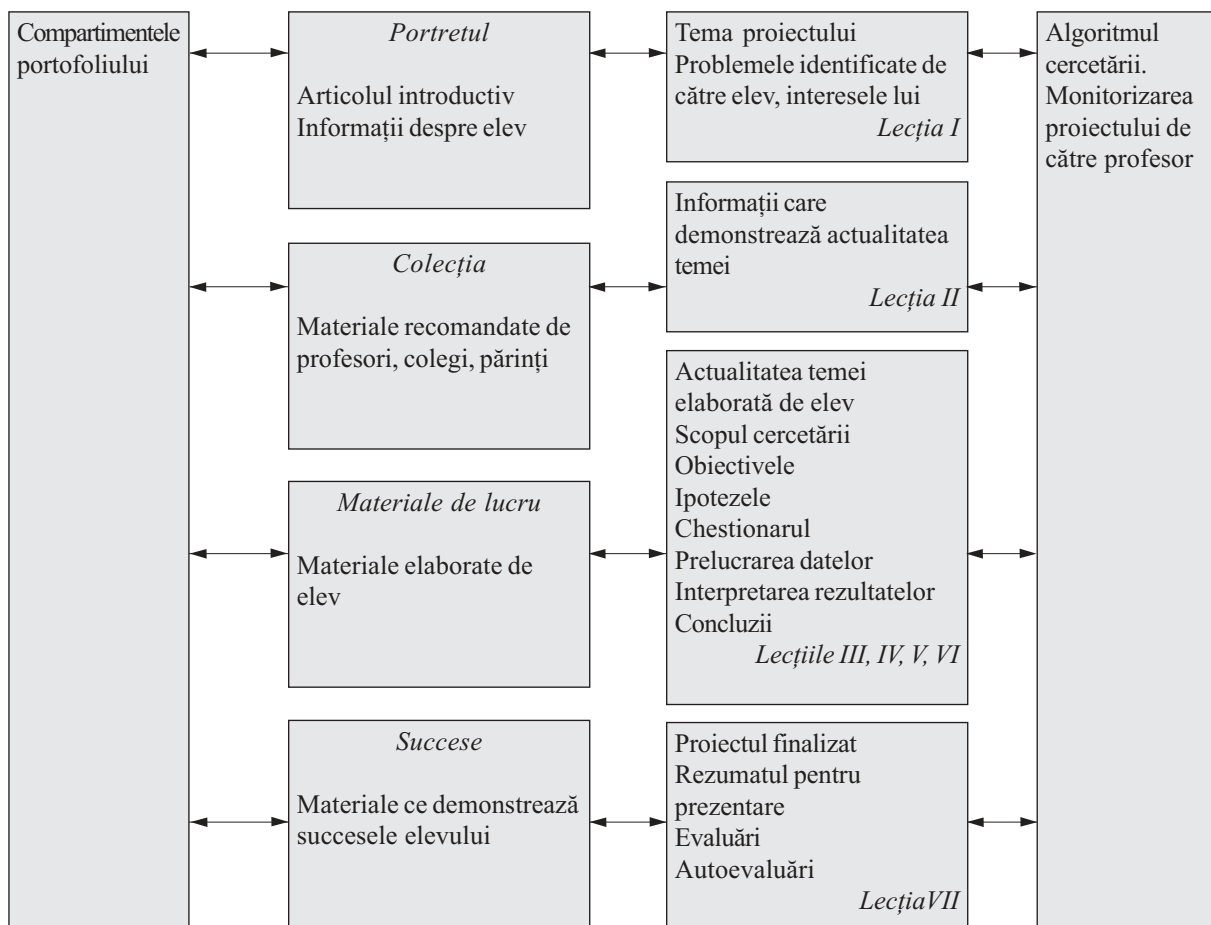 Compartimentele
portofoliului
Portretul
Articolul introductiv
Informații despre elev
Colecția
Materiale recomandate de
profesori, colegi, părinți
Materiale de lucru
Materiale elaborate de
elev
Succese
Materiale ce demonstrează
succesele elevului
Tema proiectului
Problemele identificate de
către elev, interesele lui
Lecția I
Informații care
demonstrează actualitatea
temei
Lecția II
Actualitatea temei
elaborată de elev
Scopul cercetării
Obiectivele
Ipotezele
Chestionarul
Prelucrarea datelor
Interpretarea rezultatelor
Concluzii
Lecțiile III, IV, V, VI
Proiectul finalizat
Rezumatul pentru
prezentare
Evaluări
Autoevaluări
LecțiaVII
Algoritmul
cercetării.
Monitorizarea
proiectului de
către profesor